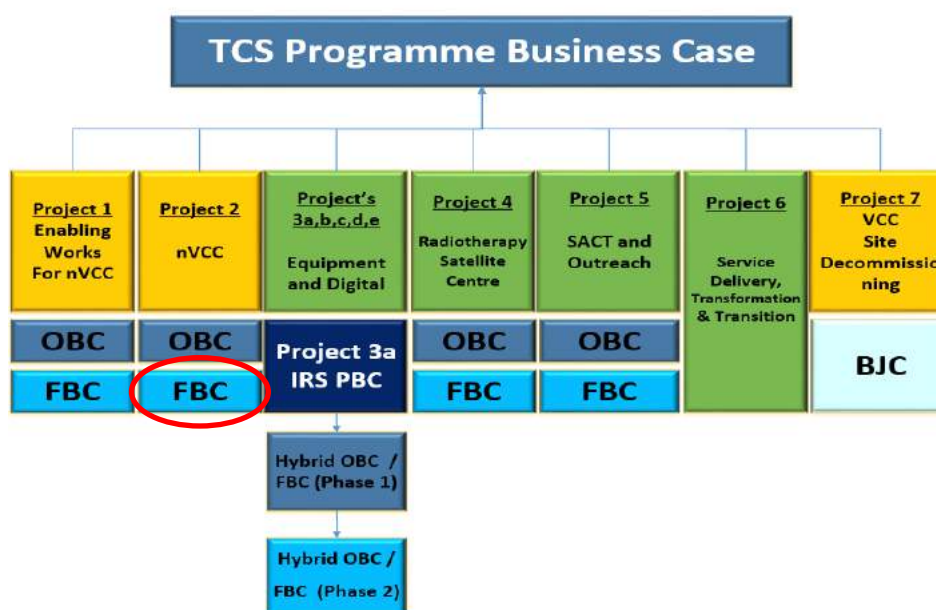 TCS Programme Business Case
Project 1
Enabling
Works
For nVCC
OBC
FBC
Project 2
nVCC
OBC
FBC
Project's
3a,b,c,d,e
Equipment
and Digital
Project 3a
IRS PBC
Hybrid OBC /
FBC (Phase 1)
Hybrid OBC /
FBC (Phase 2)
Project 4
Radiotherapy
Satellite
Centre
OBC
FBC
Project 5
SACT and
Outreach
OBC
FBC
Project 6
Service
Delivery,
Transformation
& Transition
Project 7
VCC
Site
Decommissio
ning
BJC